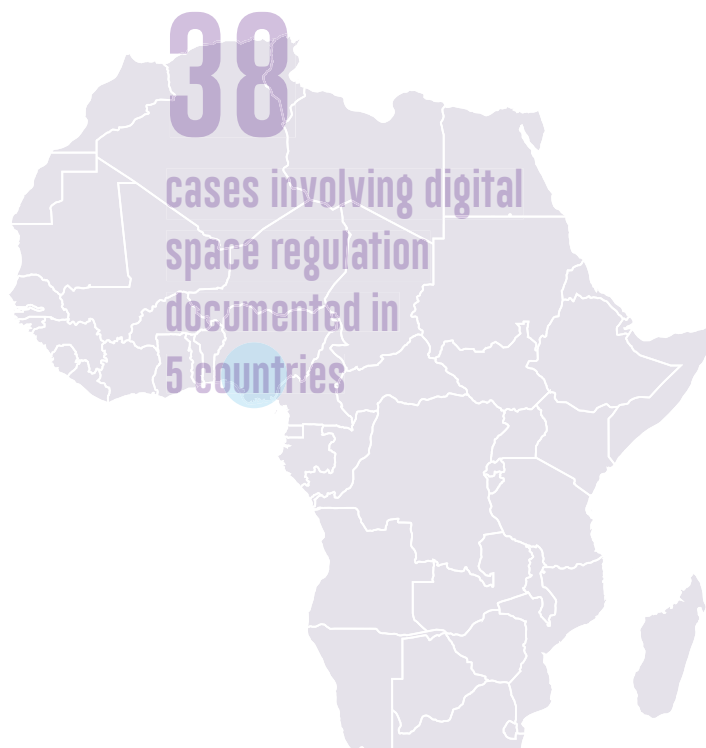 38
cases involving digital
space regulation
documented in
5 countries